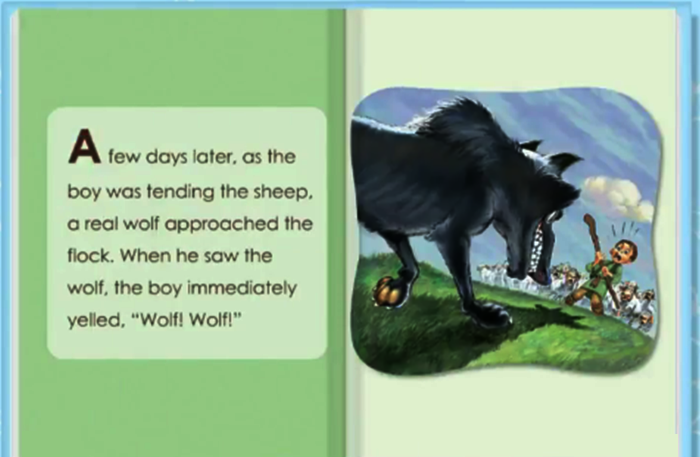 A few days later, as the
boy was tending the sheep,
a real wolf approached the
flock. When he saw the
wolf, the boy immediately
yelled, “Wolf! Wolf!”